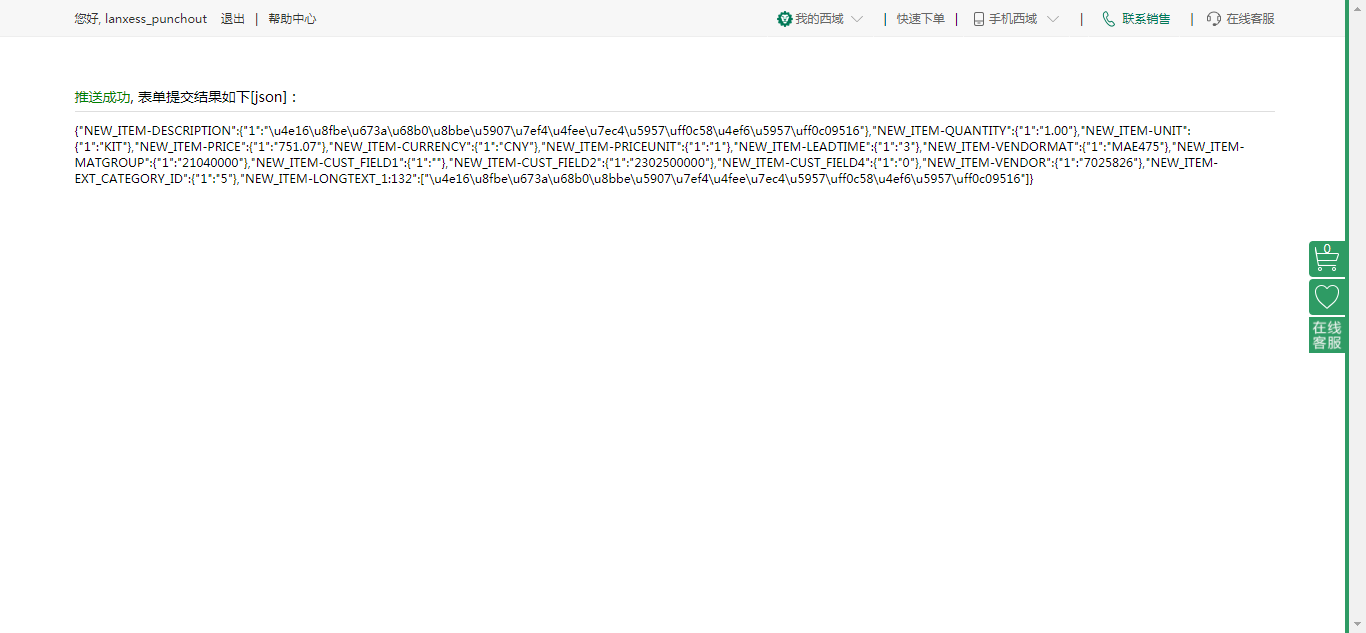 您好, lanxess_punchout 退出 | 帮助中心 我的西域 | 快速下单 | 手机西域 | 联系销售 | 在线客服
推送成功, 表单提交结果如下[json]：
{"NEW_ITEM-DESCRIPTION":{"1":"\u4e16\u8fbe\u673a\u68b0\u8bbe\u5907\u7ef4\u4fee\u7ec4\u5957\uff0c58\u4ef6\u5957\uff0c09516"},"NEW_ITEM-QUANTITY":{"1":"1.00"},"NEW_ITEM-UNIT":
{"1":"KIT"},"NEW_ITEM-PRICE":{"1":"751.07"},"NEW_ITEM-CURRENCY":{"1":"CNY"},"NEW_ITEM-PRICEUNIT":{"1":"1"},"NEW_ITEM-LEADTIME":{"1":"3"},"NEW_ITEM-VENDORMAT":{"1":"MAE475"},"NEW_ITEM-
MATGROUP":{"1":"21040000"},"NEW_ITEM-CUST_FIELD1":{"1":""},"NEW_ITEM-CUST_FIELD2":{"1":"2302500000"},"NEW_ITEM-CUST_FIELD4":{"1":"0"},"NEW_ITEM-VENDOR":{"1":"7025826"},"NEW_ITEM-
EXT_CATEGORY_ID":{"1":"5"},"NEW_ITEM-LONGTEXT_1:132":["\u4e16\u8fbe\u673a\u68b0\u8bbe\u5907\u7ef4\u4fee\u7ec4\u5957\uff0c58\u4ef6\u5957\uff0c09516"]}
0
在线
客服